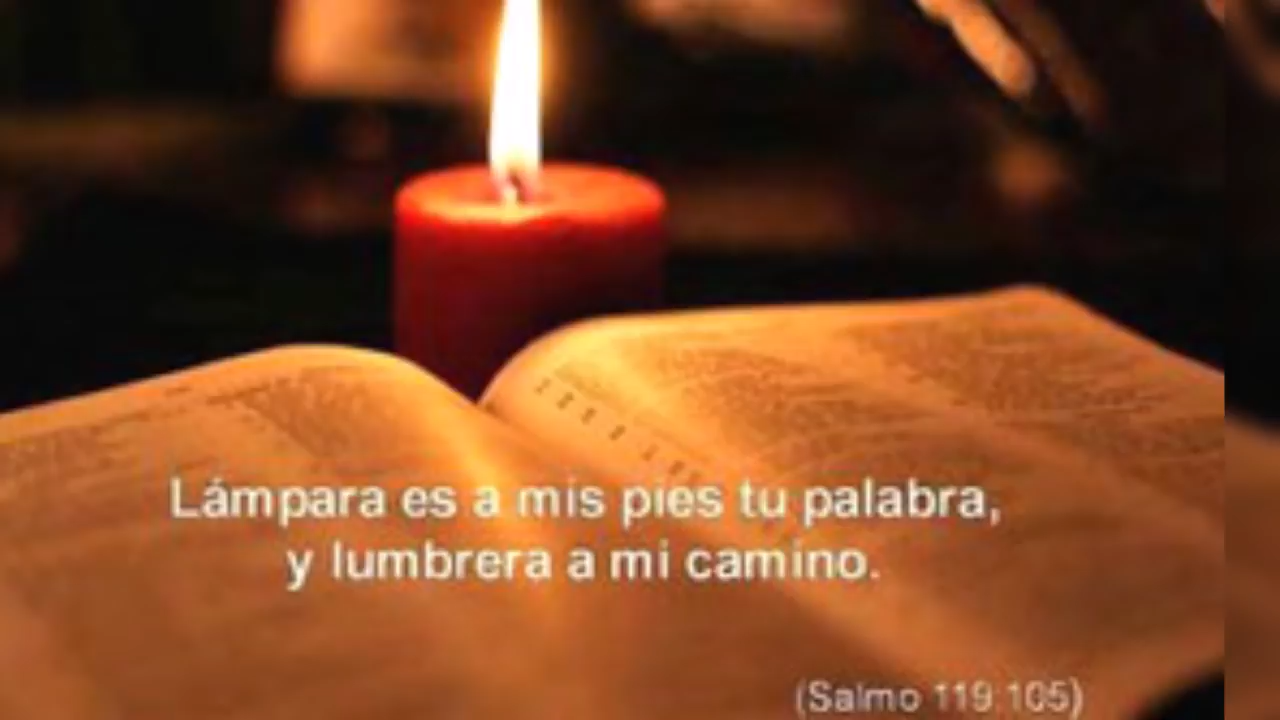 Lámpara es a mis pies tu palabra,
y lumbrera a mi camino.
(Salmo 119:105)